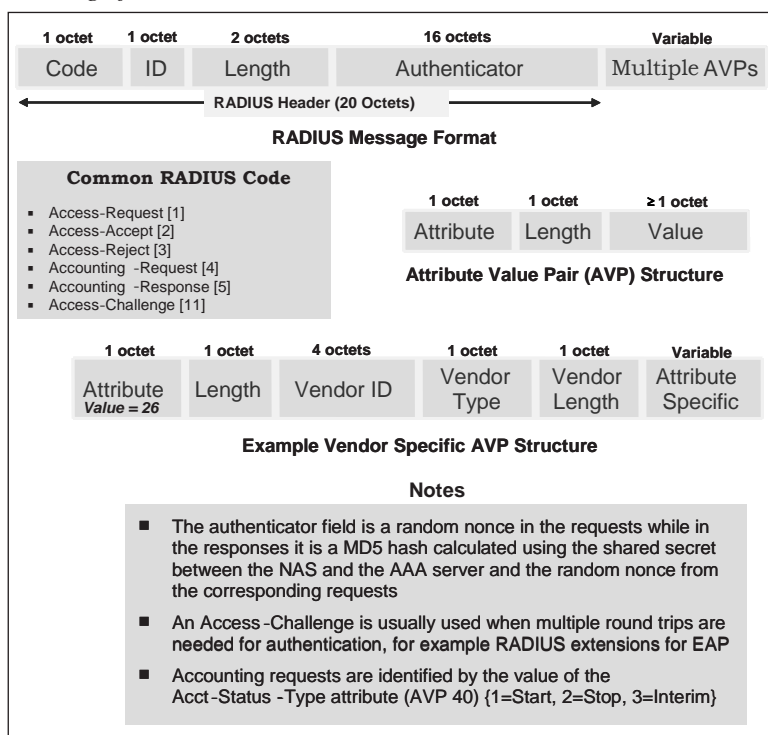 1 octet 1 octet 2 octets 16 octets Variable
Code ID Length Authenticator Multiple AVPs
RADIUS Header (20 Octets)
RADIUS Message Format
Common RADIUS Code
▪ Access-Request [1]
▪ Access-Accept [2]
▪ Access-Reject [3]
▪ Accounting -Request [4]
▪ Accounting -Response [5]
▪ Access-Challenge [11]
1 octet 1 octet ≥ 1 octet
Attribute Length Value
Attribute Value Pair (AVP) Structure
1 octet 1 octet 4 octets 1 octet 1 octet Variable
Attribute Value = 26 Length Vendor ID Vendor Type Vendor Length Attribute Specific
Example Vendor Specific AVP Structure
Notes
■ The authenticator field is a random nonce in the requests while in
the responses it is a MD5 hash calculated using the shared secret
between the NAS and the AAA server and the random nonce from
the corresponding requests
■ An Access -Challenge is usually used when multiple round trips are
needed for authentication, for example RADIUS extensions for EAP
■ Accounting requests are identified by the value of the
Acct-Status -Type attribute (AVP 40) {1=Start, 2=Stop, 3=Interim}